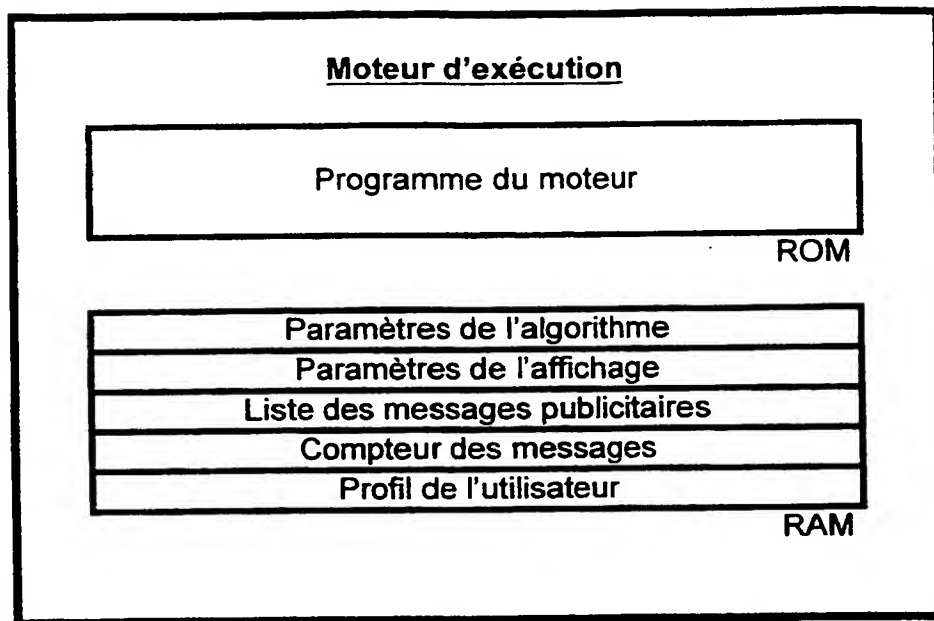 Moteur d'exécution
Programme du moteur
ROM
Paramètres de l'algorithme
Paramètres de l'affichage
Liste des messages publicitaires
Compteur des messages
Profil de l'utilisateur
RAM